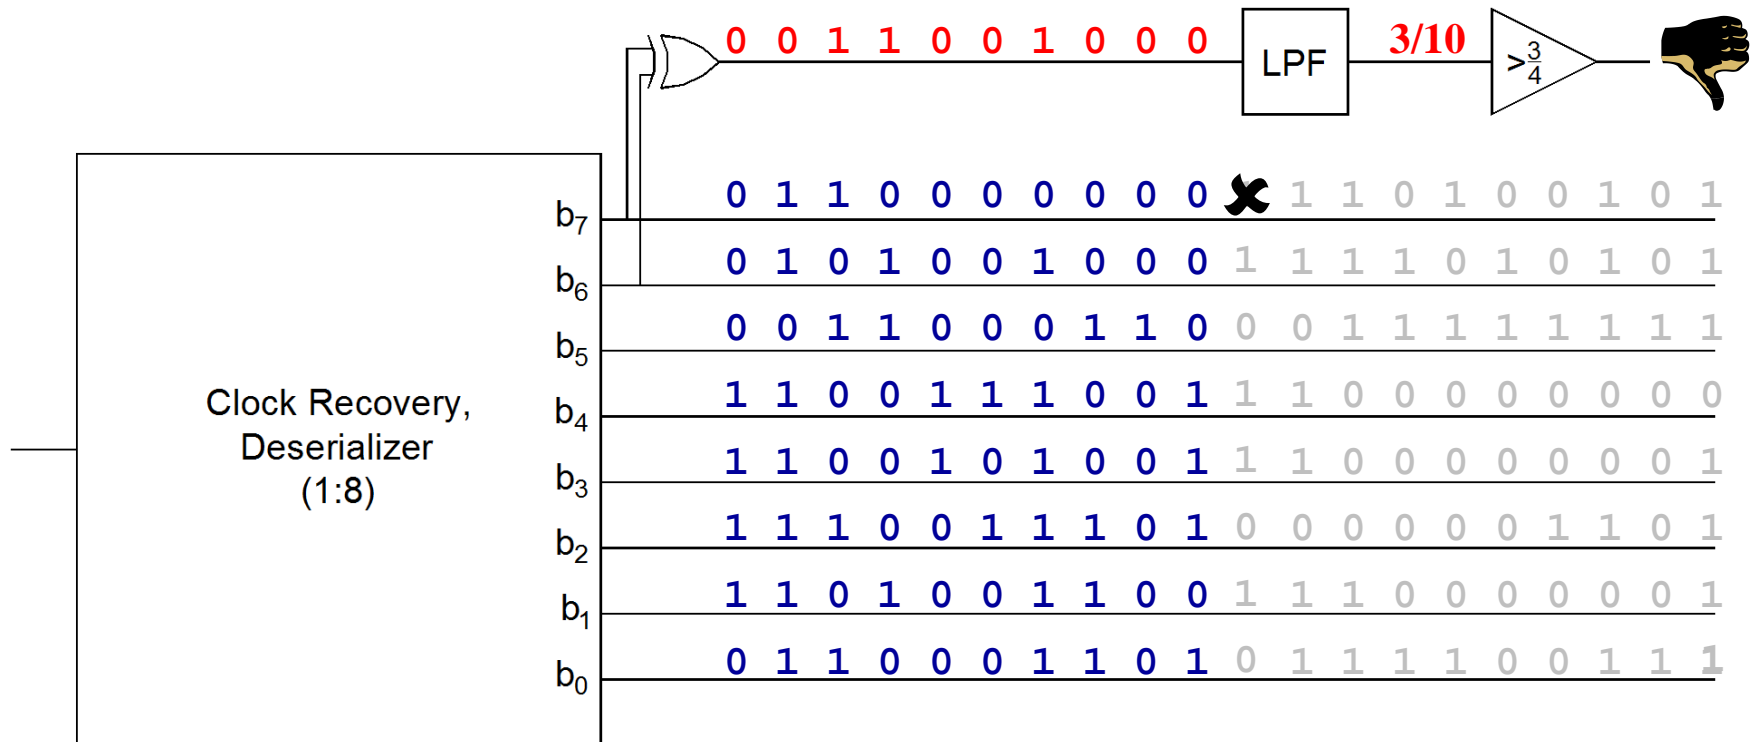 0 0 1 1 0 0 1 0 0 0 LPF 3/10 >3/4
b7 0 1 1 0 0 0 0 0 0 0 1 1 0 1 0 0 1 0 1
b6 0 1 0 1 0 0 1 0 0 0 1 1 1 1 0 1 0 1 0 1
b5 0 0 1 1 0 0 0 1 1 0 0 0 1 1 1 1 1 1 1 1
b4 1 1 0 0 1 1 1 0 0 1 1 1 0 0 0 0 0 0 0 0
b3 1 1 0 0 1 0 1 0 0 1 1 1 0 0 0 0 0 0 0 1
b2 1 1 1 0 0 1 1 1 0 1 0 0 0 0 0 0 1 1 0 1
b1 1 1 0 1 0 0 1 1 0 0 1 1 1 0 0 0 0 0 0 1
b0 0 1 1 0 0 0 1 1 0 1 0 1 1 1 1 0 0 1 1 1
Clock Recovery,
Deserializer
(1:8)